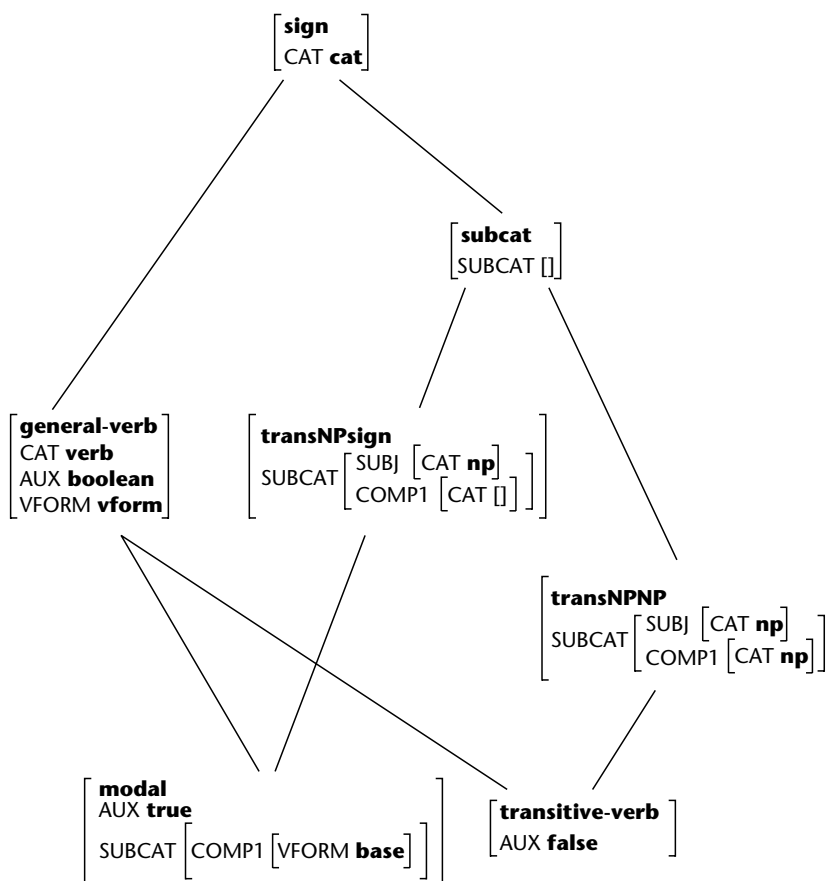 sign
CAT cat
subcat
SUBCAT []
general-verb
CAT verb
AUX boolean
VFORM vform
transNPsign
SUBCAT [SUBJ [CAT np]
COMP1 [CAT []]]
transNPNP
SUBCAT [SUBJ [CAT np]
COMP1 [CAT np]]
modal
AUX true
SUBCAT [COMP1 [VFORM base]]
transitive-verb
AUX false